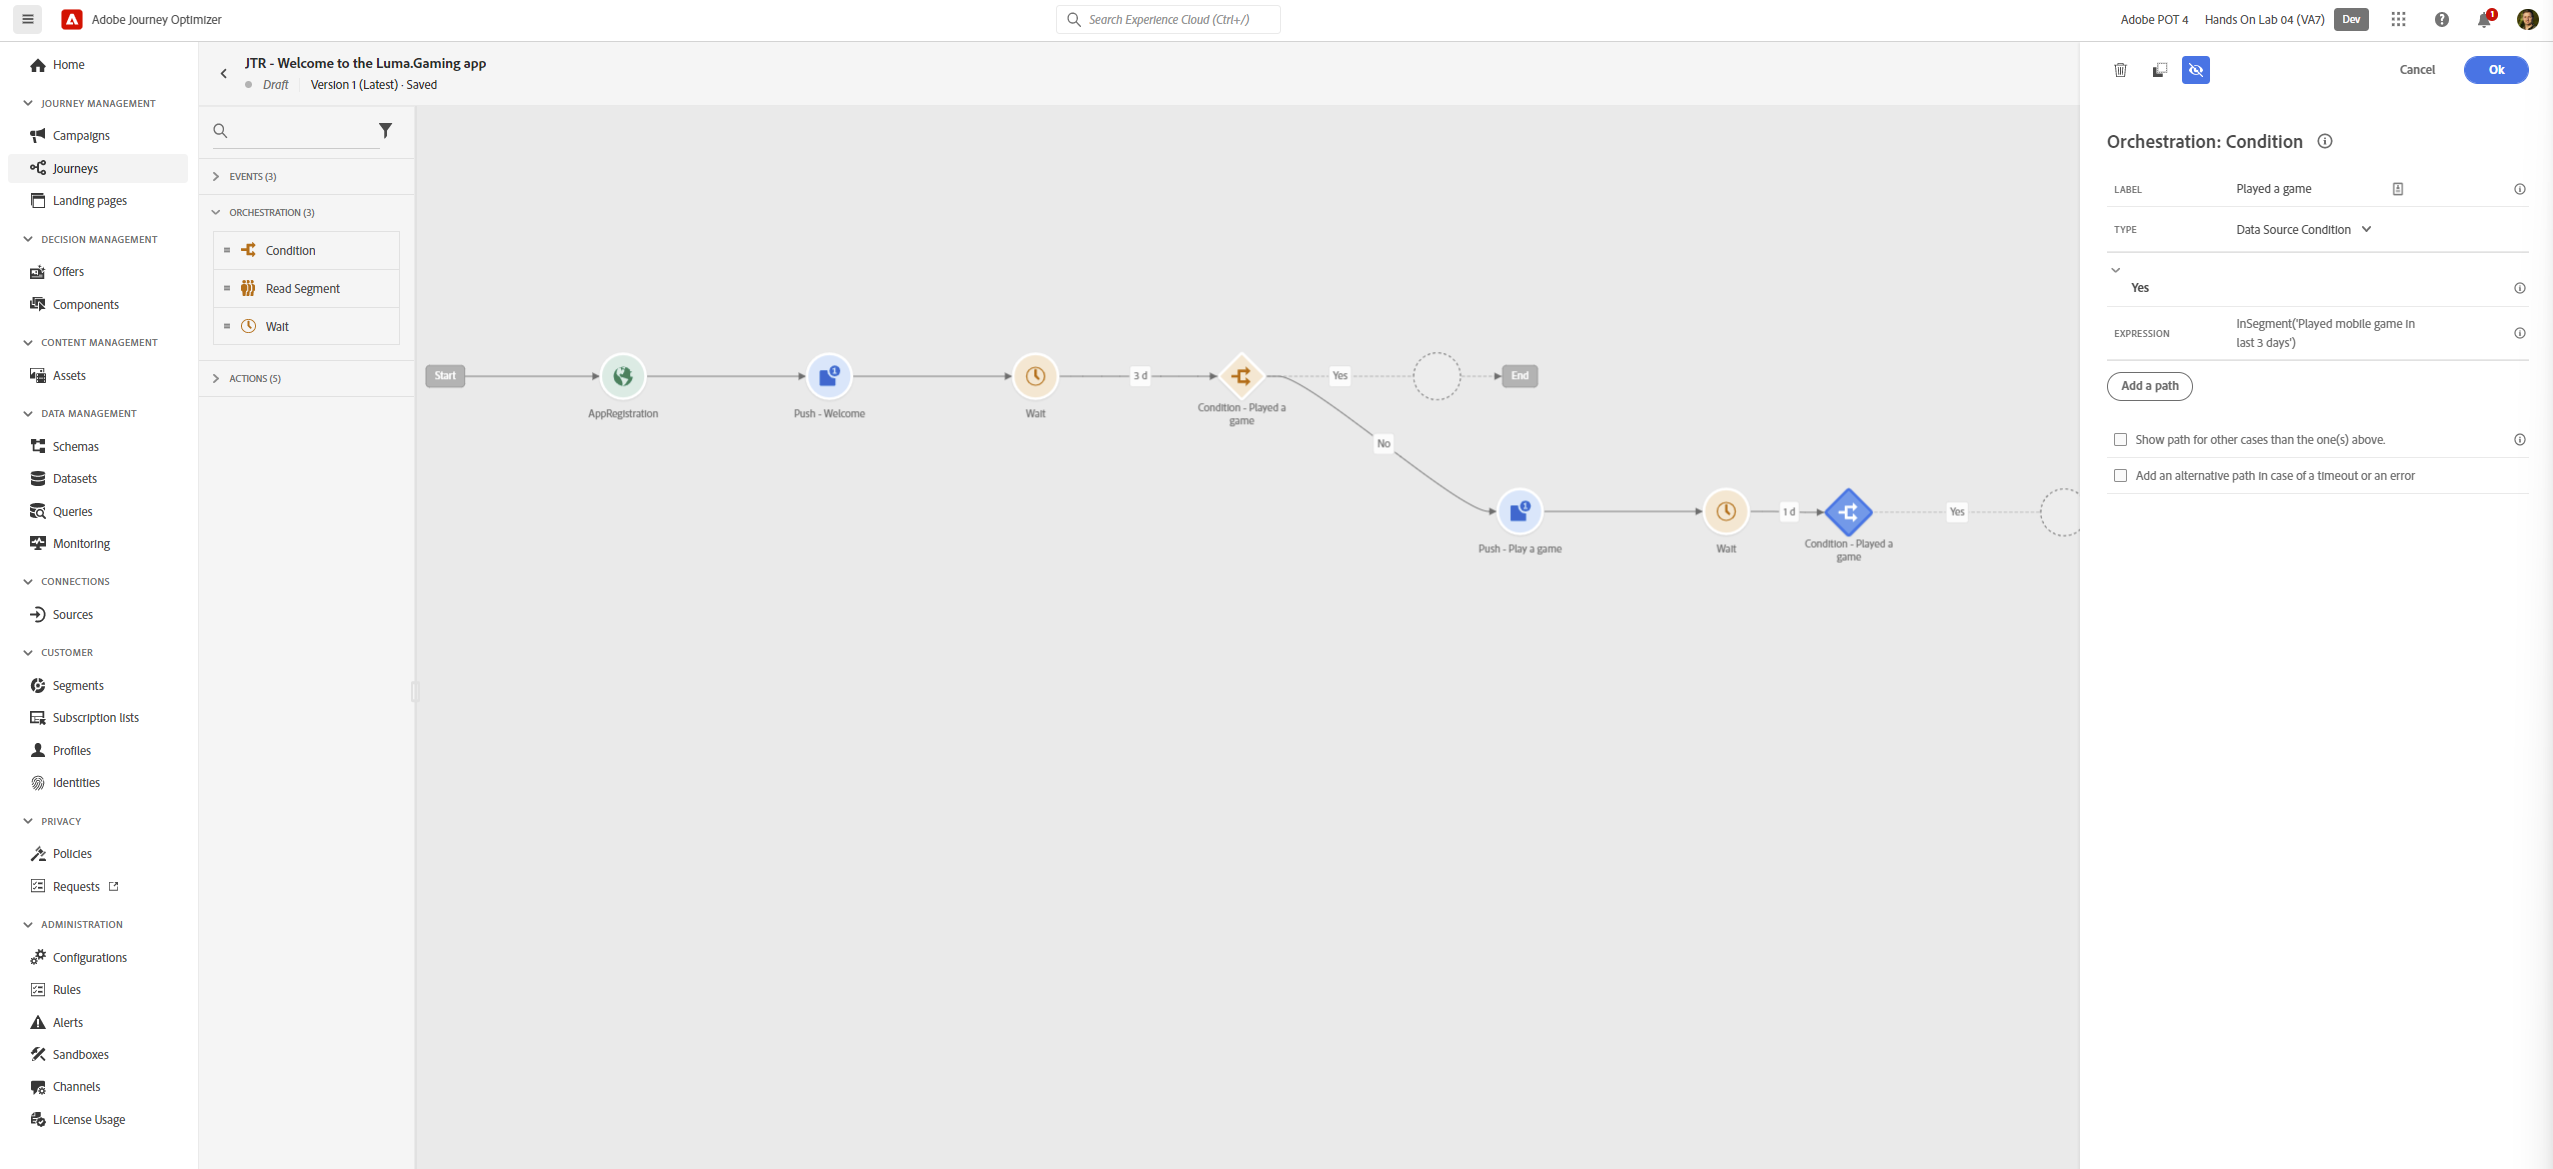 Adobe Journey Optimizer
Search Experience Cloud (Ctrl+/)
Adobe POT 4
Hands On Lab 04 (VA7)
Dev
1
Home
JOURNEY MANAGEMENT
Campaigns
Journeys
Landing pages
DECISION MANAGEMENT
Offers
Components
CONTENT MANAGEMENT
Assets
DATA MANAGEMENT
Schemas
Datasets
Queries
Monitoring
CONNECTIONS
Sources
CUSTOMER
Segments
Subscription lists
Profiles
Identities
PRIVACY
Policies
Requests
ADMINISTRATION
Configurations
Rules
Alerts
Sandboxes
Channels
License Usage
JTR - Welcome to the Luma.Gaming app
Draft
Version 1 (Latest) · Saved
EVENTS (3)
ORCHESTRATION (3)
Condition
Read Segment
Wait
ACTIONS (5)
Start
AppRegistration
1
Push - Welcome
Wait
3 d
Condition - Played a
game
Yes
End
No
1
Push - Play a game
Wait
1 d
Condition - Played a
game
Yes
Cancel
Ok
Orchestration: Condition
LABEL
Played a game
TYPE
Data Source Condition
Yes
EXPRESSION
InSegment('Played mobile game in
last 3 days')
Add a path
Show path for other cases than the one(s) above.
Add an alternative path in case of a timeout or an error